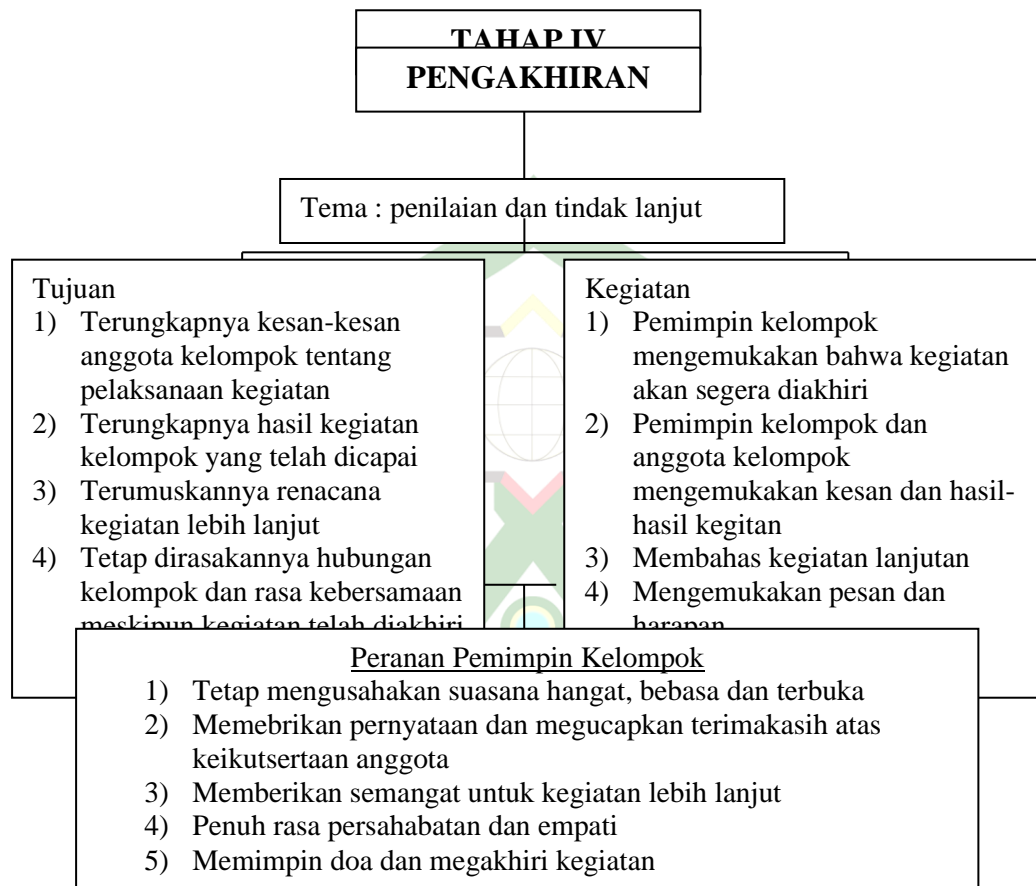 TAHAP IV
PENGAKHIRAN
Tema : penilaian dan tindak lanjut
Tujuan
1) Terungkapnya kesan-kesan
anggota kelompok tentang
pelaksanaan kegiatan
2) Terungkapnya hasil kegiatan
kelompok yang telah dicapai
3) Terumuskannya renacana
kegiatan lebih lanjut
4) Tetap dirasakannya hubungan
kelompok dan rasa kebersamaan
meskipun kegiatan telah diakhiri
Kegiatan
1) Pemimpin kelompok
mengemukakan bahwa kegiatan
akan segera diakhiri
2) Pemimpin kelompok dan
anggota kelompok
mengemukakan kesan dan hasil-
hasil kegitan
3) Membahas kegiatan lanjutan
4) Mengemukakan pesan dan
harapan
Peranan Pemimpin Kelompok
1) Tetap mengusahakan suasana hangat, bebasa dan terbuka
2) Memebrikan pernyataan dan megucapkan terimakasih atas
keikutsertaan anggota
3) Memberikan semangat untuk kegiatan lebih lanjut
4) Penuh rasa persahabatan dan empati
5) Memimpin doa dan megakhiri kegiatan